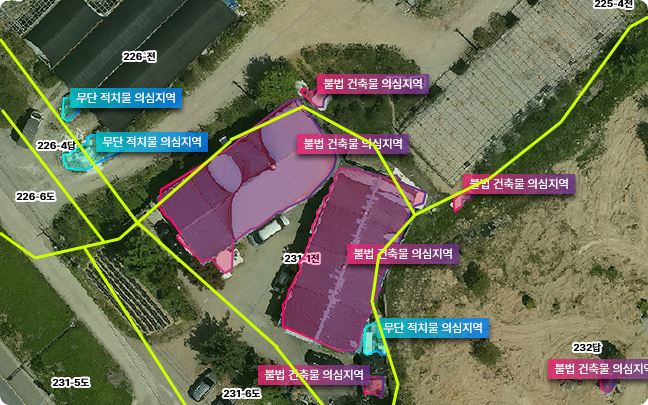 225-4전
226-전
불법 건축물 의심지역
무단 적치물 의심지역
무단 적치물 의심지역
불법 건축물 의심지역
226-4답
불법 건축물 의심지역
226-6도
231-1전
불법 건축물 의심지역
무단 적치물 의심지역
232답
불법 건축물 의심지역
불법 건축물 의심지역
231-5도
231-6도